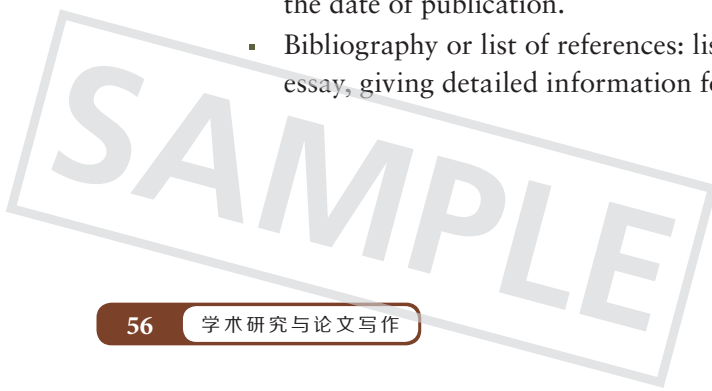 the date of publication.
▪ Bibliography or list of references: lis
essay, giving detailed information fo
SAMPLE
56 学术研究与论文写作